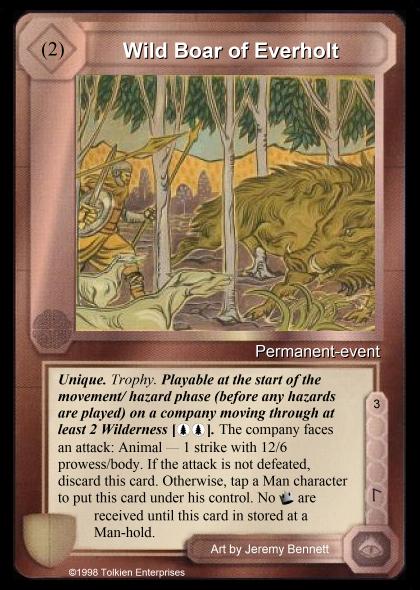 (2)
Wild Boar of Everholt
Permanent-event
Unique. Trophy. Playable at the start of the
movement/ hazard phase (before any hazards
are played) on a company moving through at
least 2 Wilderness [ ]. The company faces
an attack: Animal — 1 strike with 12/6
prowess/body. If the attack is not defeated,
discard this card. Otherwise, tap a Man character
to put this card under his control. No are
received until this card in stored at a
Man-hold.
3
Art by Jeremy Bennett
©1998 Tolkien Enterprises